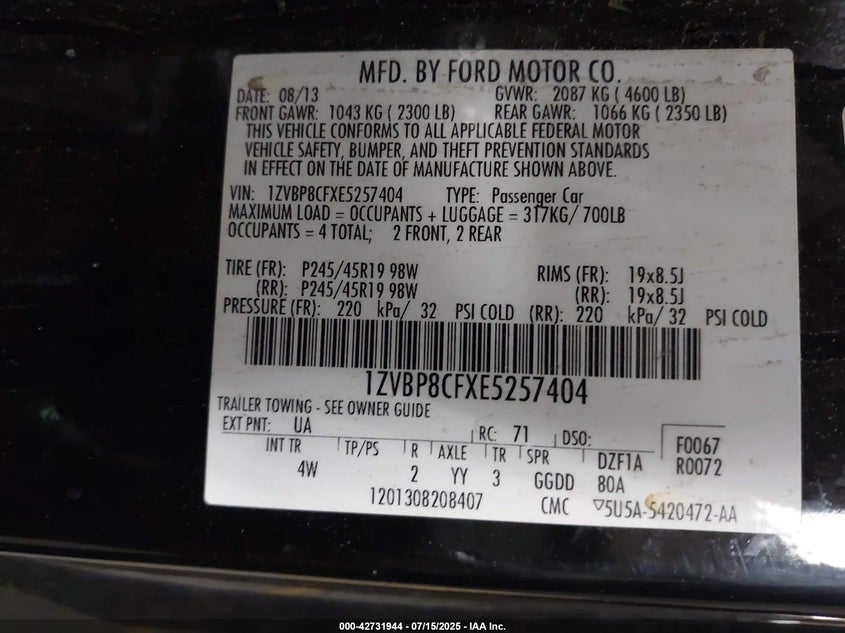 MFD. BY FORD MOTOR CO.
DATE: 08/13 GVWR: 2087 KG ( 4600 LB)
FRONT GAWR: 1043 KG ( 2300 LB) REAR GAWR: 1066 KG ( 2350 LB)
THIS VEHICLE CONFORMS TO ALL APPLICABLE FEDERAL MOTOR
VEHICLE SAFETY, BUMPER, AND THEFT PREVENTION STANDARDS
IN EFFECT ON THE DATE OF MANUFACTURE SHOWN ABOVE.
VIN: 1ZVBP8CFXE5257404 TYPE: Passenger Car
MAXIMUM LOAD = OCCUPANTS + LUGGAGE = 317KG/ 700LB
OCCUPANTS = 4 TOTAL; 2 FRONT, 2 REAR
TIRE (FR): P245/45R19 98W RIMS (FR): 19x8.5J
(RR): P245/45R19 98W (RR): 19x8.5J
PRESSURE (FR): 220 kPa/ 32 PSI COLD (RR): 220 kPa/ 32 PSI COLD
1ZVBP8CFXE5257404
TRAILER TOWING - SEE OWNER GUIDE
EXT PNT: UA RC: 71 DSO: F0067
INT TR TP/PS R AXLE TR SPR DZF1A R0072
4W 2 YY 3 GGDD 80A
1201308208407 CMC ▽5U5A-5420472-AA
000-42731944 - 07/15/2025 - IAA Inc.